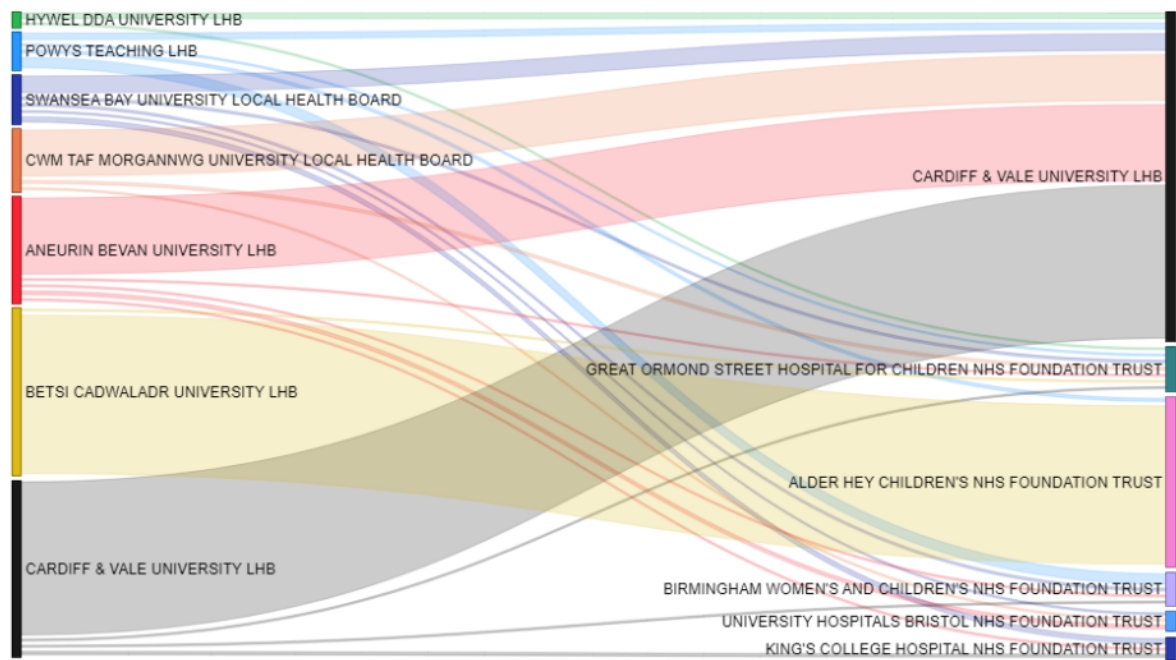 HYWEL DDA UNIVERSITY LHB
POWYS TEACHING LHB
SWANSEA BAY UNIVERSITY LOCAL HEALTH BOARD
CWM TAF MORGANNWG UNIVERSITY LOCAL HEALTH BOARD
ANEURIN BEVAN UNIVERSITY LHB
BETSI CADWALADR UNIVERSITY LHB
CARDIFF & VALE UNIVERSITY LHB
CARDIFF & VALE UNIVERSITY LHB
GREAT ORMOND STREET HOSPITAL FOR CHILDREN NHS FOUNDATION TRUST
ALDER HEY CHILDREN'S NHS FOUNDATION TRUST
BIRMINGHAM WOMEN'S AND CHILDREN'S NHS FOUNDATION TRUST
UNIVERSITY HOSPITALS BRISTOL NHS FOUNDATION TRUST
KING'S COLLEGE HOSPITAL NHS FOUNDATION TRUST